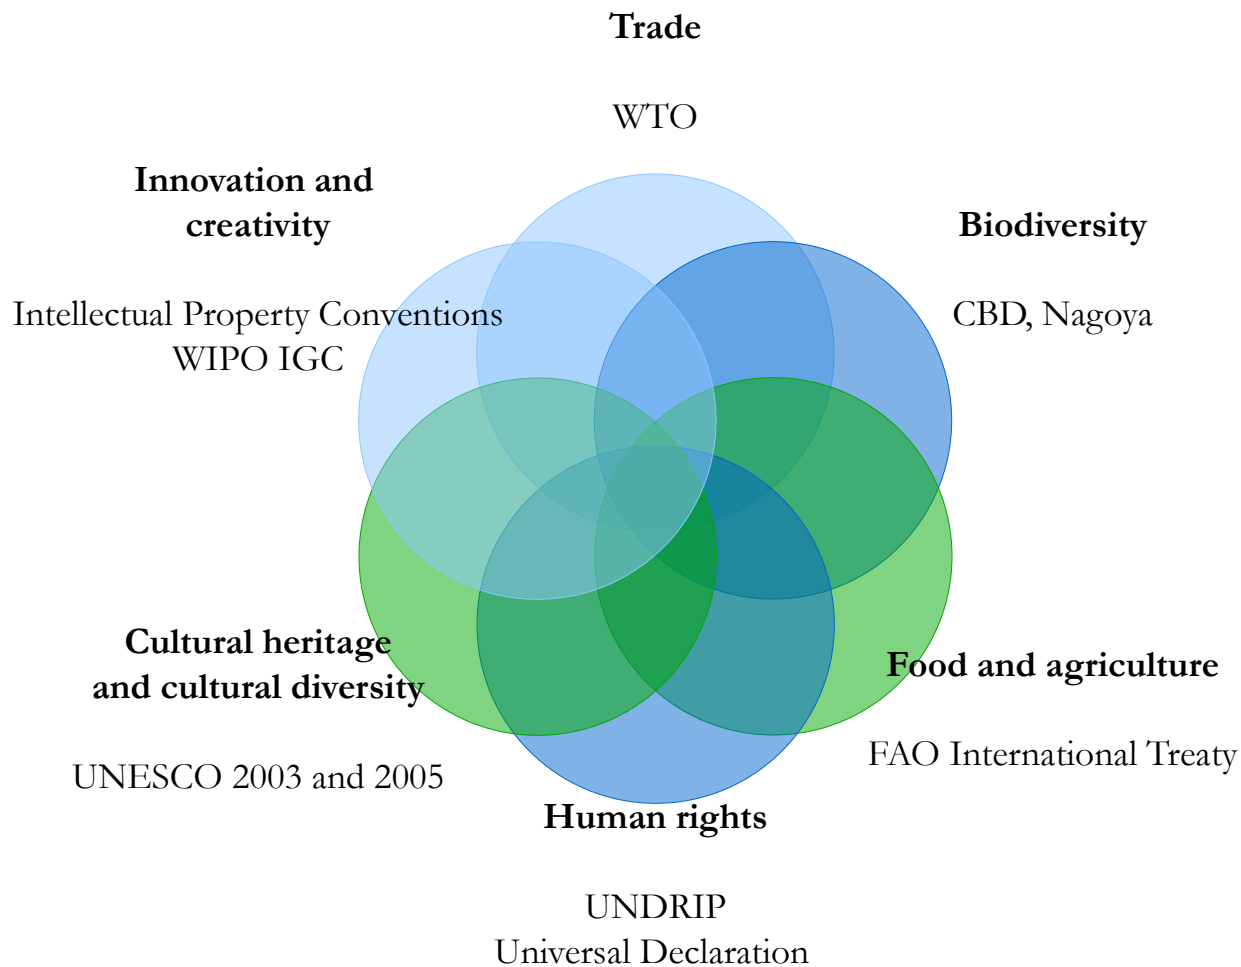 Trade
WTO
Innovation and
creativity
Intellectual Property Conventions
WIPO IGC
Biodiversity
CBD, Nagoya
Cultural heritage
and cultural diversity
UNESCO 2003 and 2005
Food and agriculture
FAO International Treaty
Human rights
UNDRIP
Universal Declaration